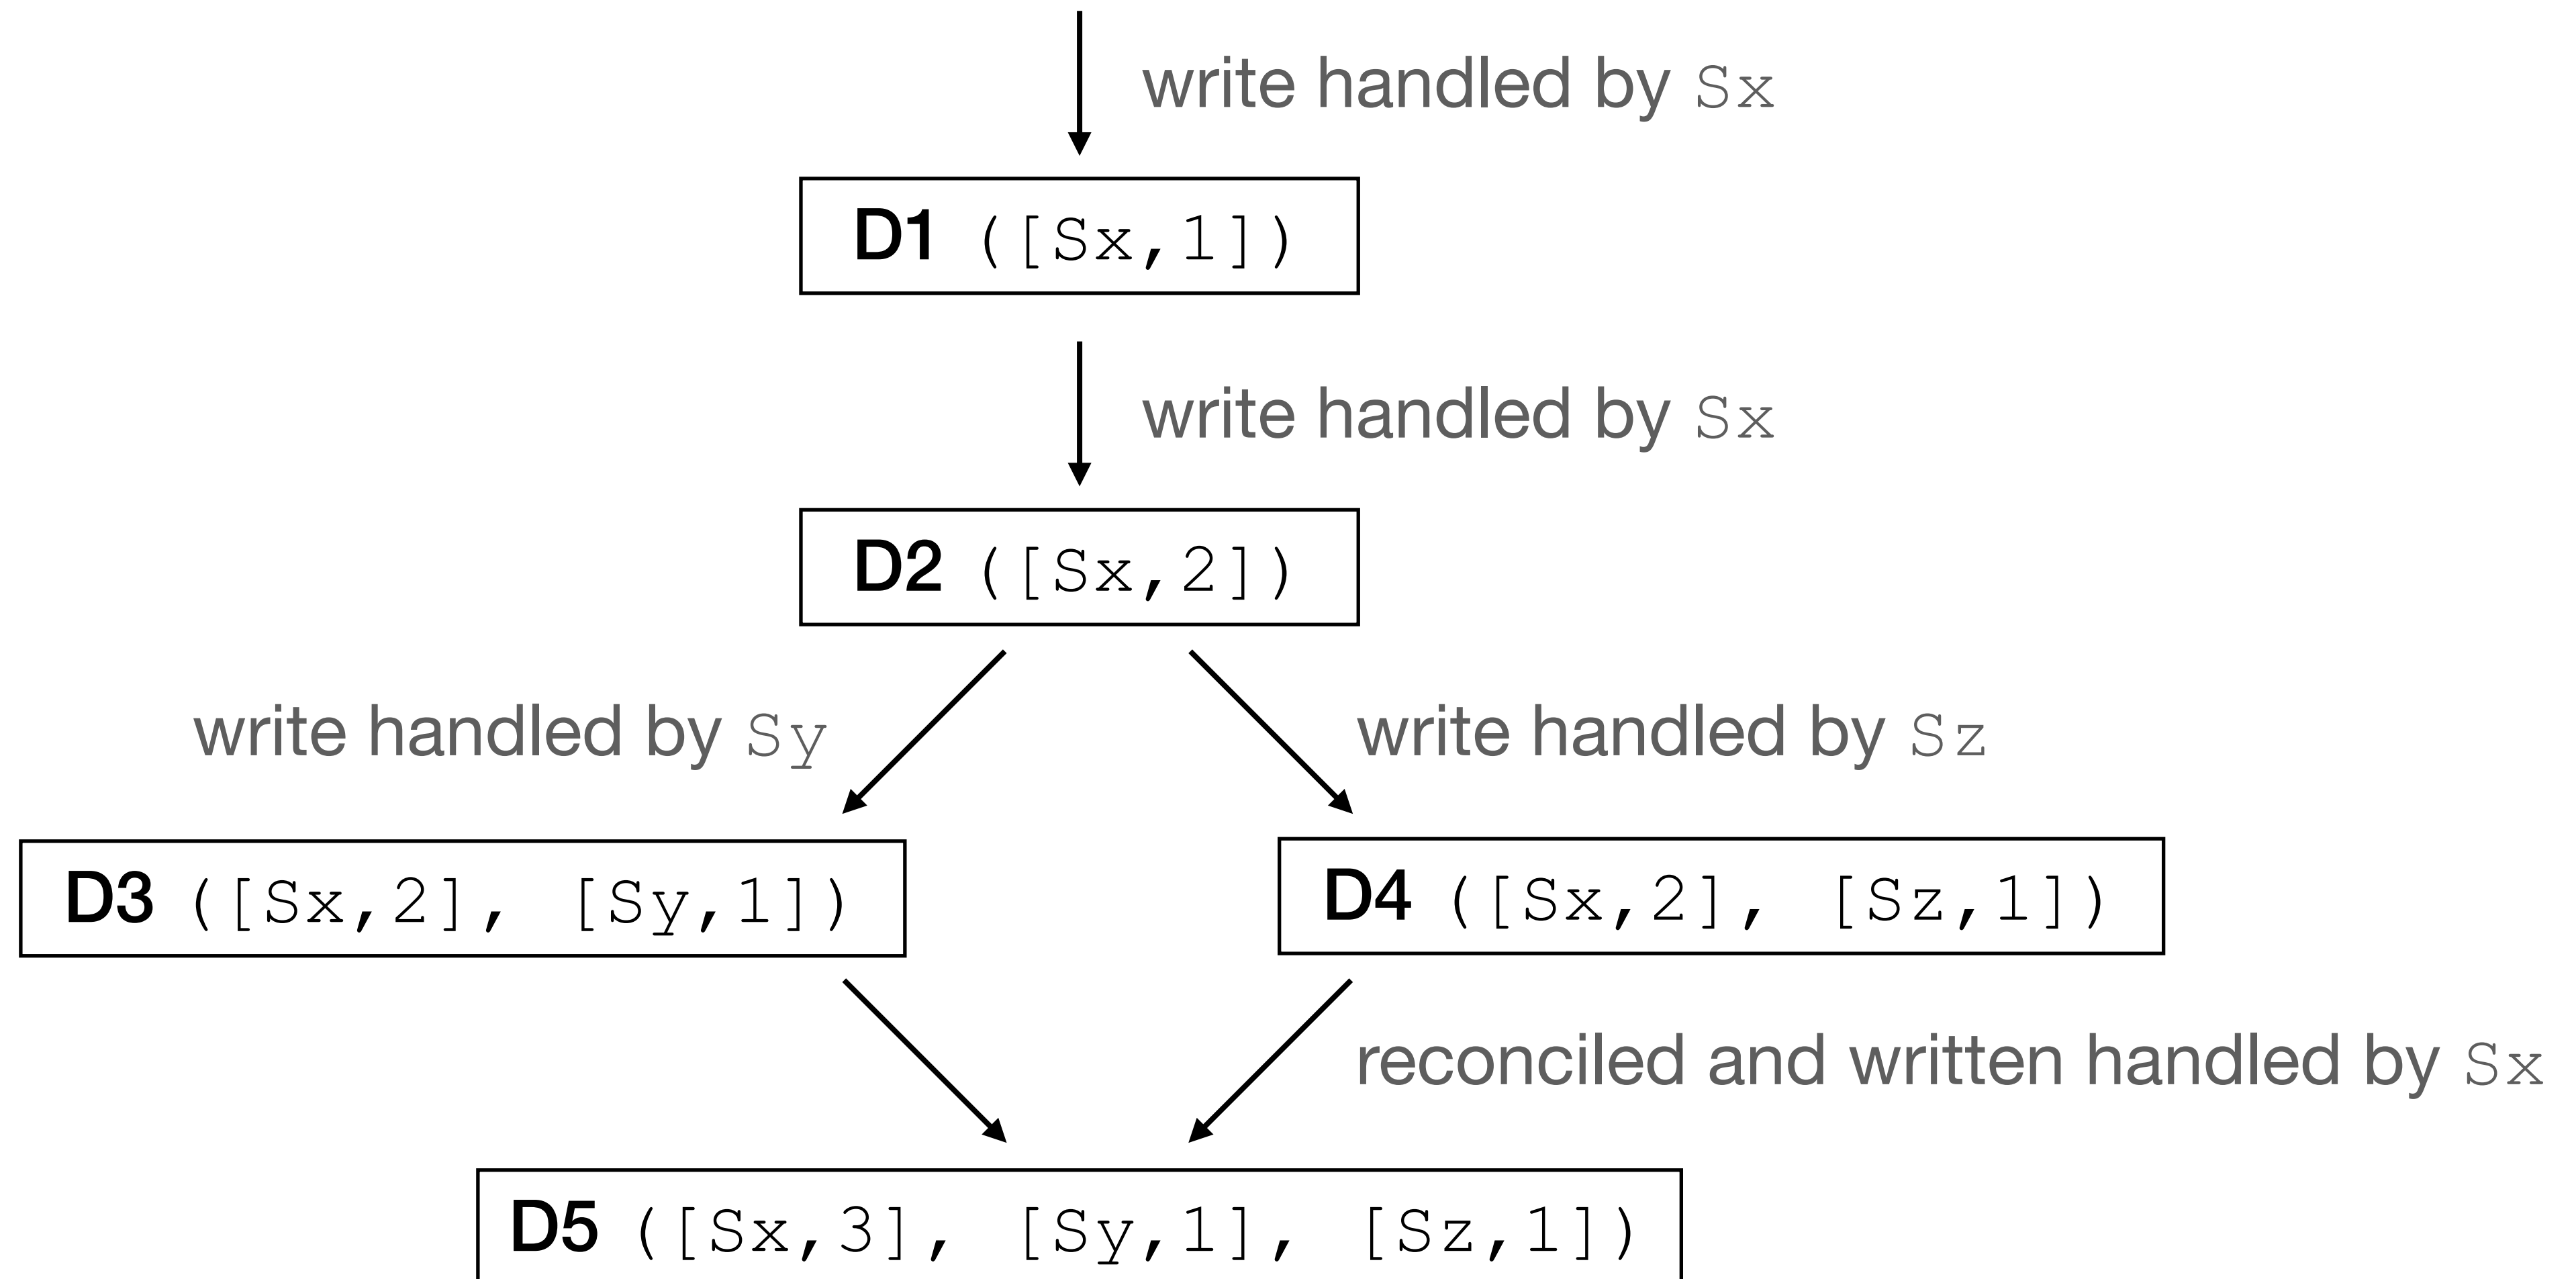 write handled by Sx
D1 ([Sx,1])
write handled by Sx
D2 ([Sx,2])
write handled by Sy
write handled by Sz
D3 ([Sx,2], [Sy,1])
D4 ([Sx,2], [Sz,1])
reconciled and written handled by Sx
D5 ([Sx,3], [Sy,1], [Sz,1])